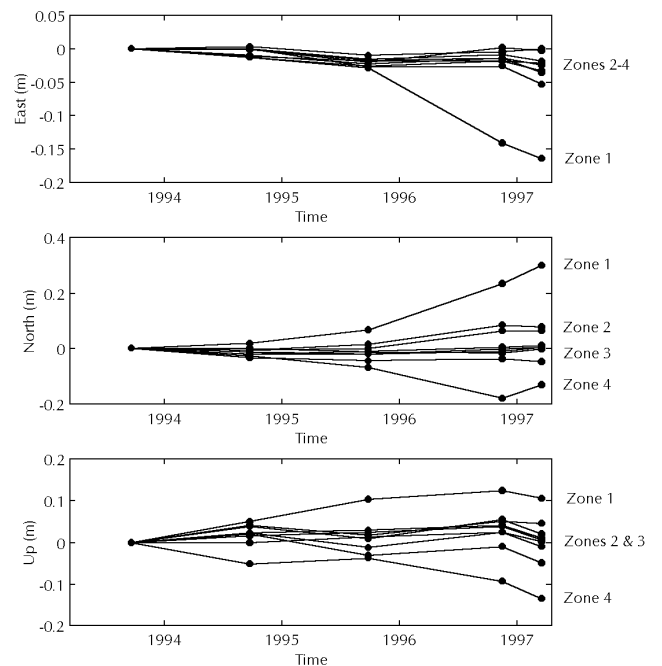 0.05
0
-0.05
-0.1
-0.15
-0.2
East (m)
Zones 2-4
Zone 1
1994 1995 1996 1997
Time
0.4
0.2
0
-0.2
North (m)
Zone 1
Zone 2
Zone 3
Zone 4
1994 1995 1996 1997
Time
0.2
0.1
0
-0.1
-0.2
Up (m)
Zone 1
Zones 2 & 3
Zone 4
1994 1995 1996 1997
Time